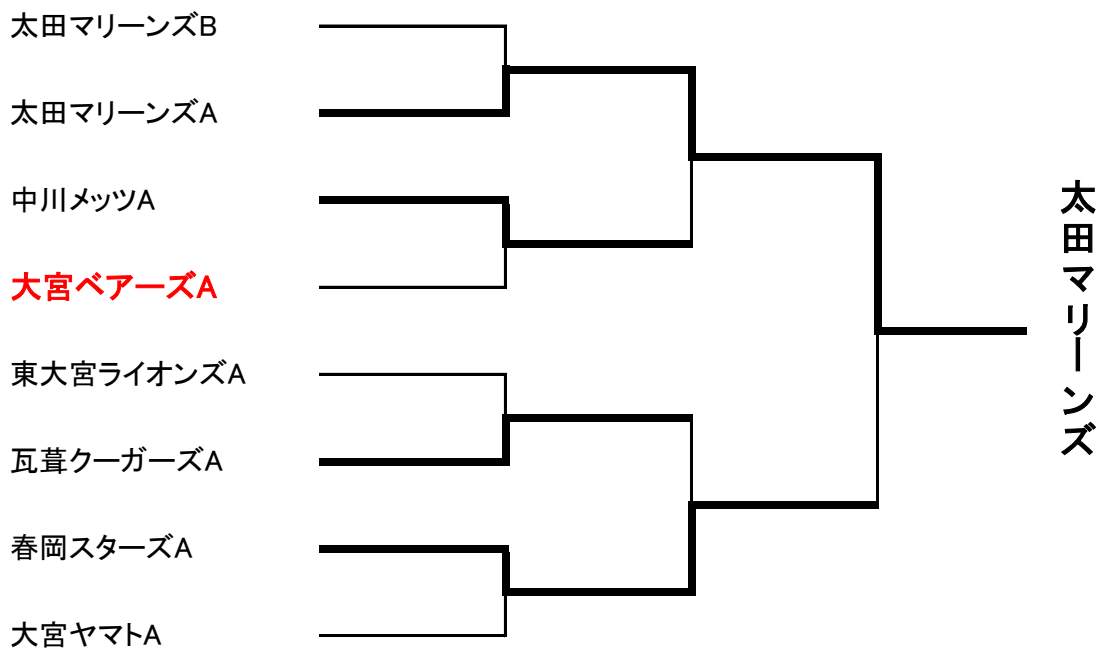 太田マリーンズB
太田マリーンズA
中川メッツA
大宮ベアーズA
東大宮ライオンズA
瓦葺クーガーズA
春岡スターズA
大宮ヤマトA
太田マリーンズ